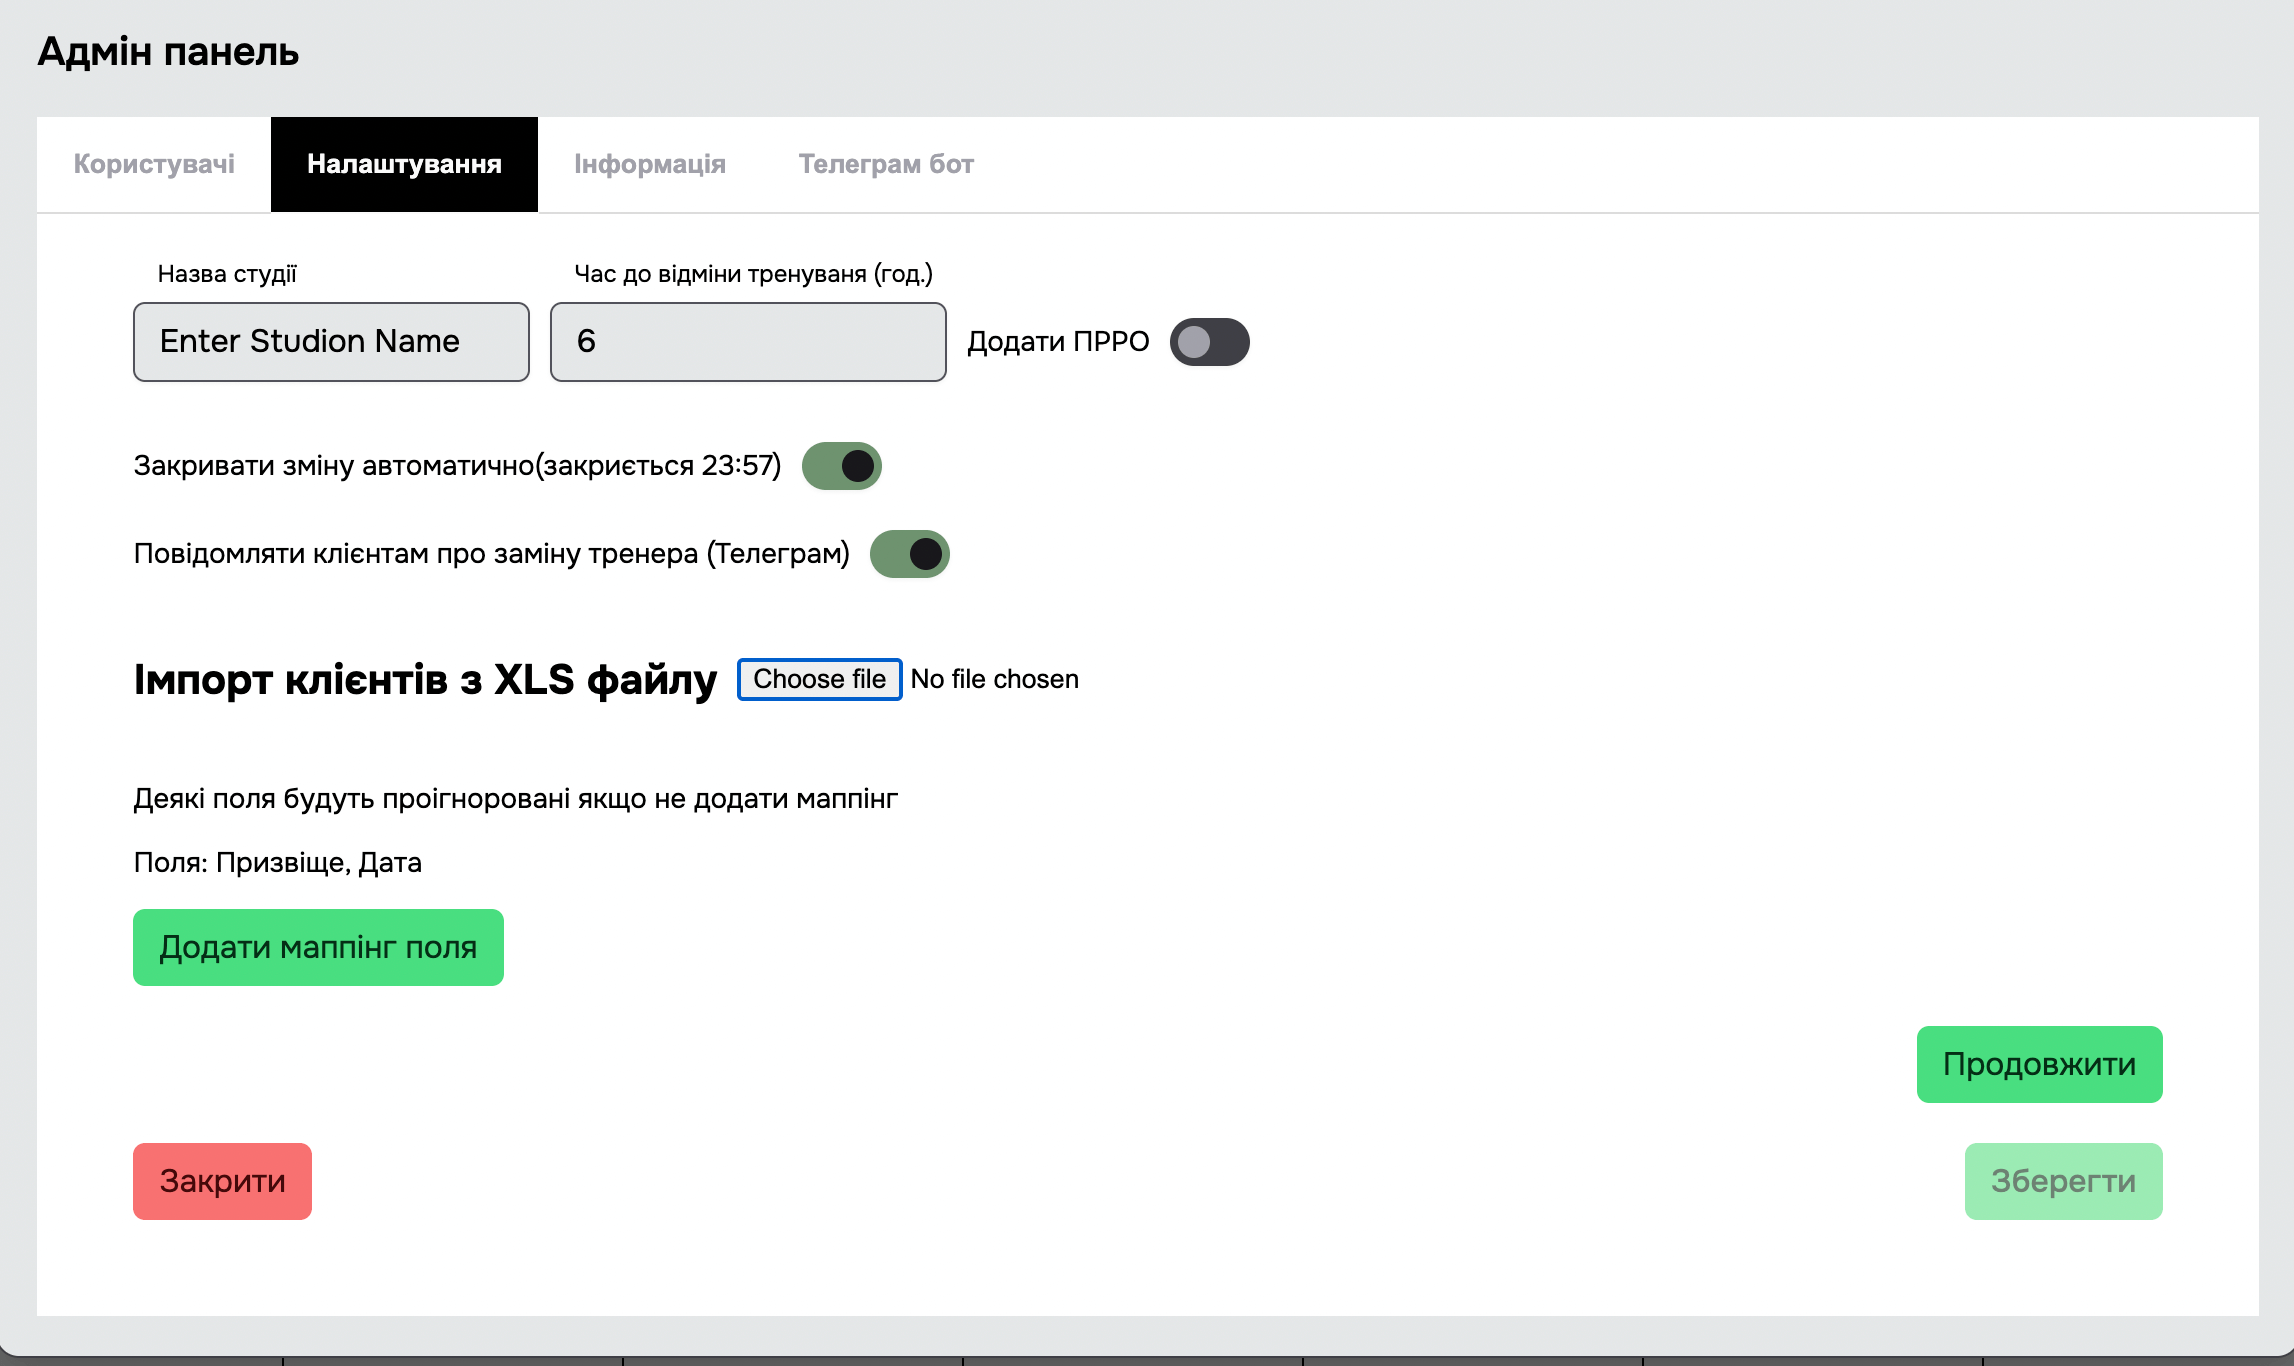 Адмін панель
Користувачі Налаштування Інформація Телеграм бот
Назва студії Час до відміни тренуваня (год.)
Enter Studion Name 6 Додати ПРРО
Закривати зміну автоматично(закриється 23:57)
Повідомляти клієнтам про заміну тренера (Телеграм)
Імпорт клієнтів з XLS файлу Choose file No file chosen
Деякі поля будуть проігноровані якщо не додати маппінг
Поля: Призвіще, Дата
Додати маппінг поля
Продовжити
Закрити Зберегти